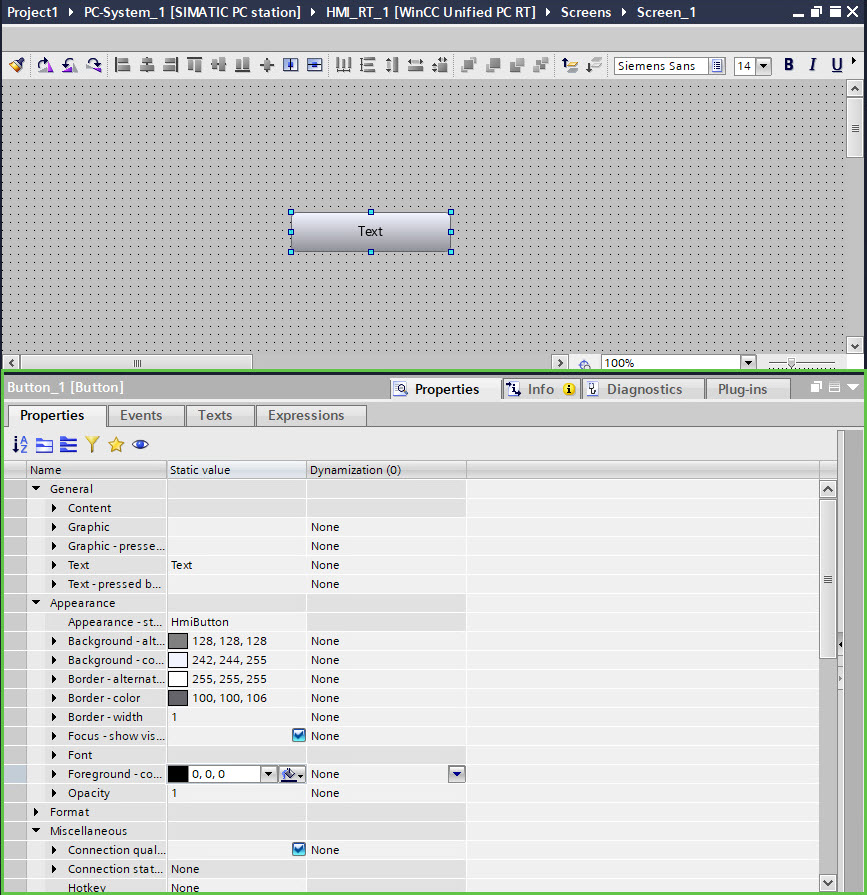 Project1 ▸ PC-System_1 [SIMATIC PC station] ▸ HMI_RT_1 [WinCC Unified PC RT] ▸ Screens ▸ Screen_1
Siemens Sans 14 B I U
Text
100%
Button_1 [Button]
Properties Info Diagnostics Plug-ins
Properties Events Texts Expressions
Name Static value Dynamization (0)
General
Content
Graphic None
Graphic - presse... None
Text Text None
Text - pressed b... None
Appearance
Appearance - st... HmiButton
Background - alt... 128, 128, 128 None
Background - co... 242, 244, 255 None
Border - alternat... 255, 255, 255 None
Border - color 100, 100, 106 None
Border - width 1 None
Focus - show vis... None
Font
Foreground - co... 0, 0, 0 None
Opacity 1 None
Format
Miscellaneous
Connection qual... None
Connection stat... None
Hotkey None